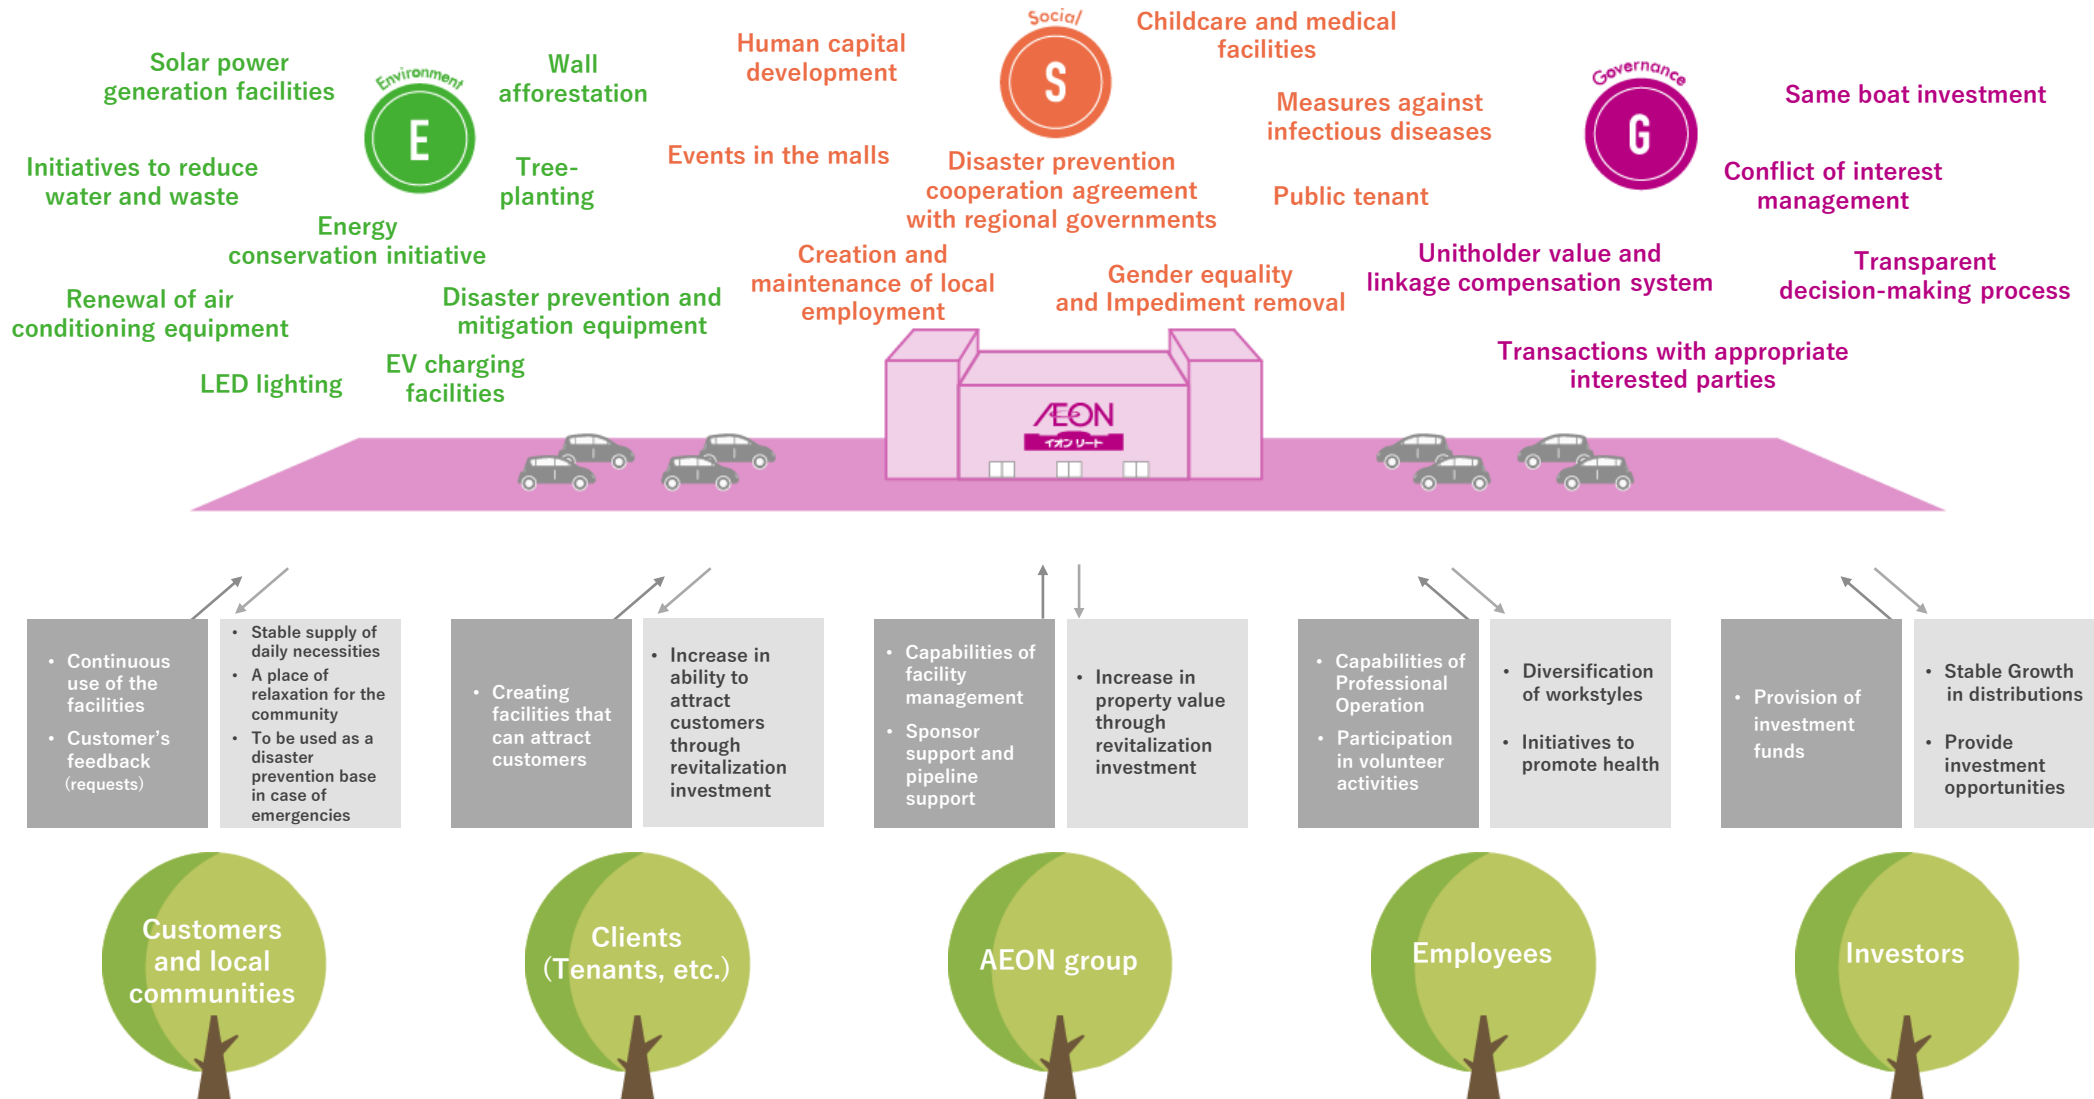 Solar power
generation facilities
Environment
E
Wall
afforestation
Initiatives to reduce
water and waste
Tree-
planting
Energy
conservation initiative
Renewal of air
conditioning equipment
Disaster prevention and
mitigation equipment
LED lighting
EV charging
facilities
Human capital
development
Social
S
Childcare and medical
facilities
Events in the malls
Disaster prevention
cooperation agreement
with regional governments
Measures against
infectious diseases
Public tenant
Creation and
maintenance of local
employment
Gender equality
and Impediment removal
Governance
G
Same boat investment
Conflict of interest
management
Unitholder value and
linkage compensation system
Transparent
decision-making process
Transactions with appropriate
interested parties
ÆON
イオン リート
• Continuous
use of the
facilities
• Customer's
feedback
(requests)
• Stable supply of
daily necessities
• A place of
relaxation for the
community
• To be used as a
disaster
prevention base
in case of
emergencies
• Creating
facilities that
can attract
customers
• Increase in
ability to
attract
customers
through
revitalization
investment
• Capabilities of
facility
management
• Sponsor
support and
pipeline
support
• Increase in
property value
through
revitalization
investment
• Capabilities of
Professional
Operation
• Participation
in volunteer
activities
• Diversification
of workstyles
• Initiatives to
promote health
• Provision of
investment
funds
• Stable Growth
in distributions
• Provide
investment
opportunities
Customers
and local
communities
Clients
(Tenants, etc.)
AEON group
Employees
Investors